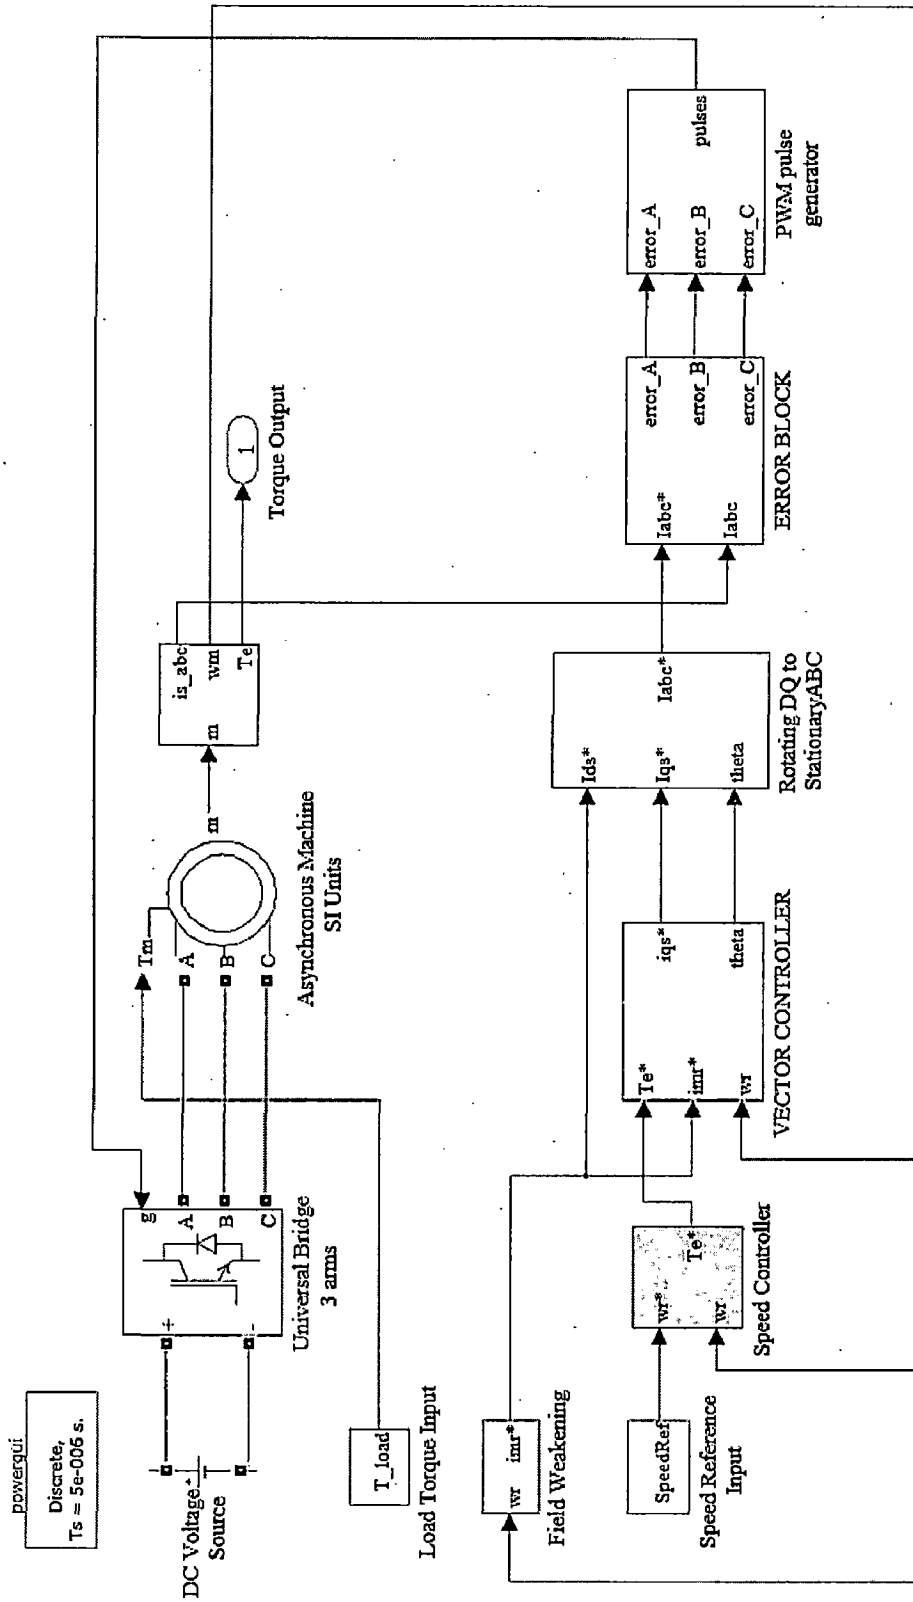 powergui
Discrete,
Ts = 5e-006 s.
DC Voltage
Source
+
-
+
-
g
A
B
C
Universal Bridge
3 arms
Tm
A
B
C
m
Asynchronous Machine
SI Units
m
is_abc
wm
Te
1
Torque Output
T_load
Load Torque Input
wr
imr*
Field Weakening
SpeedRef
Speed Reference
Input
wr*
wr
Te*
Speed Controller
Te*
imr*
wr
iqs*
theta
VECTOR CONTROLLER
Ids*
Iqs*
theta
Iabc*
Rotating DQ to
StationaryABC
Iabc*
Iabc
error_A
error_B
error_C
ERROR BLOCK
error_A
error_B
error_C
pulses
PWM pulse
generator